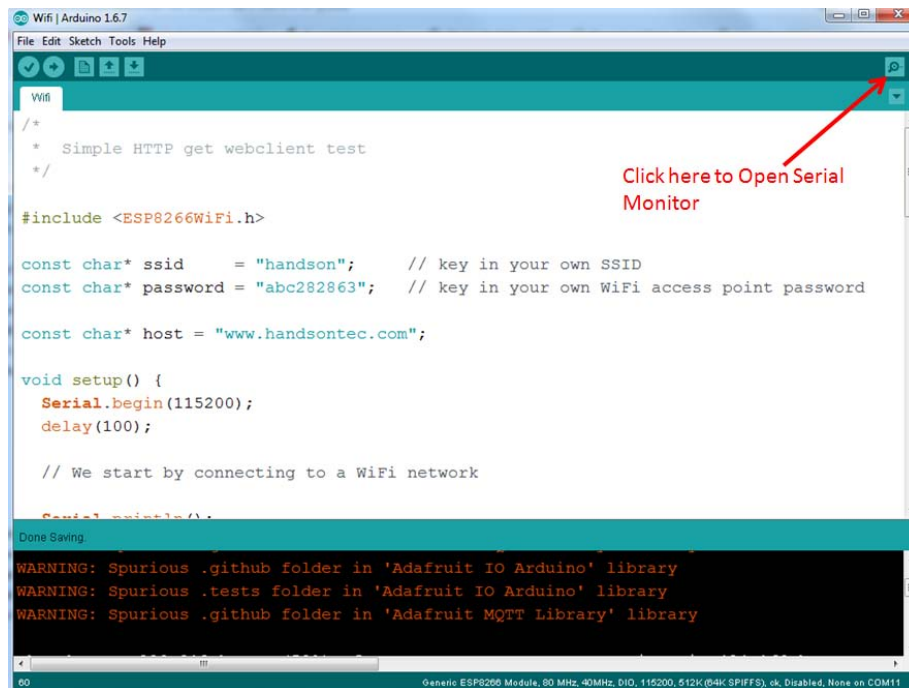 Wifi | Arduino 1.6.7
File Edit Sketch Tools Help
Wifi
/*
 *  Simple HTTP get webclient test
 */
Click here to Open Serial
Monitor
#include <ESP8266WiFi.h>
const char* ssid     = "handson";    // key in your own SSID
const char* password = "abc282863";   // key in your own WiFi access point password
const char* host = "www.handsontec.com";
void setup() {
  Serial.begin(115200);
  delay(100);
  // We start by connecting to a WiFi network
  Serial.println();
Done Saving.
WARNING: Spurious .github folder in 'Adafruit IO Arduino' library
WARNING: Spurious .tests folder in 'Adafruit IO Arduino' library
WARNING: Spurious .github folder in 'Adafruit MQTT Library' library
60
Generic ESP8266 Module, 80 MHz, 40MHz, DIO, 115200, 512K (64K SPIFFS), ck, Disabled, None on COM11